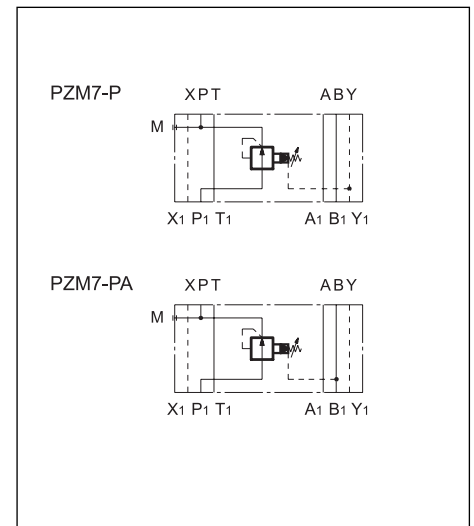 PZM7-P XPT ABY
M
X1 P1 T1 A1 B1 Y1
PZM7-PA XPT ABY
M
X1 P1 T1 A1 B1 Y1